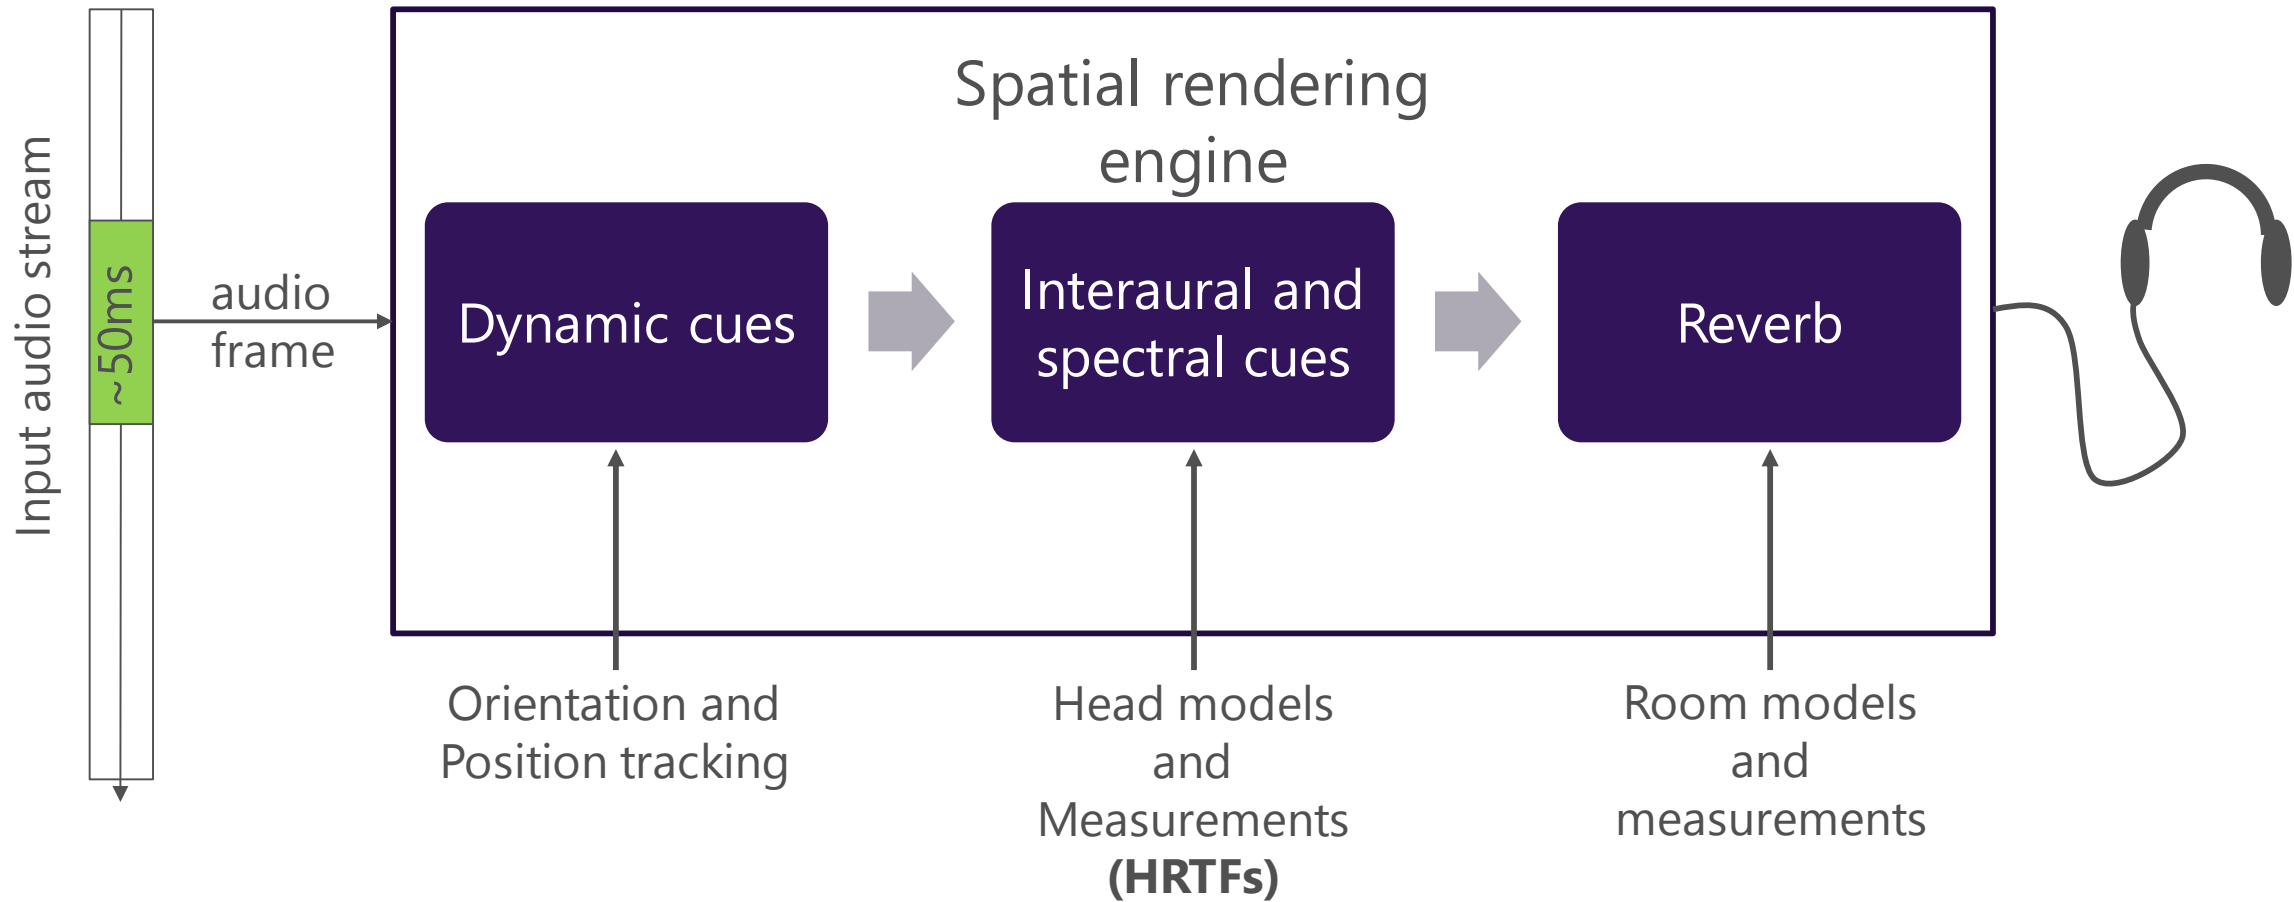 Input audio stream
~50ms
audio
frame
Spatial rendering
engine
Dynamic cues
Interaural and
spectral cues
Reverb
Orientation and
Position tracking
Head models
and
Measurements
(HRTFs)
Room models
and
measurements